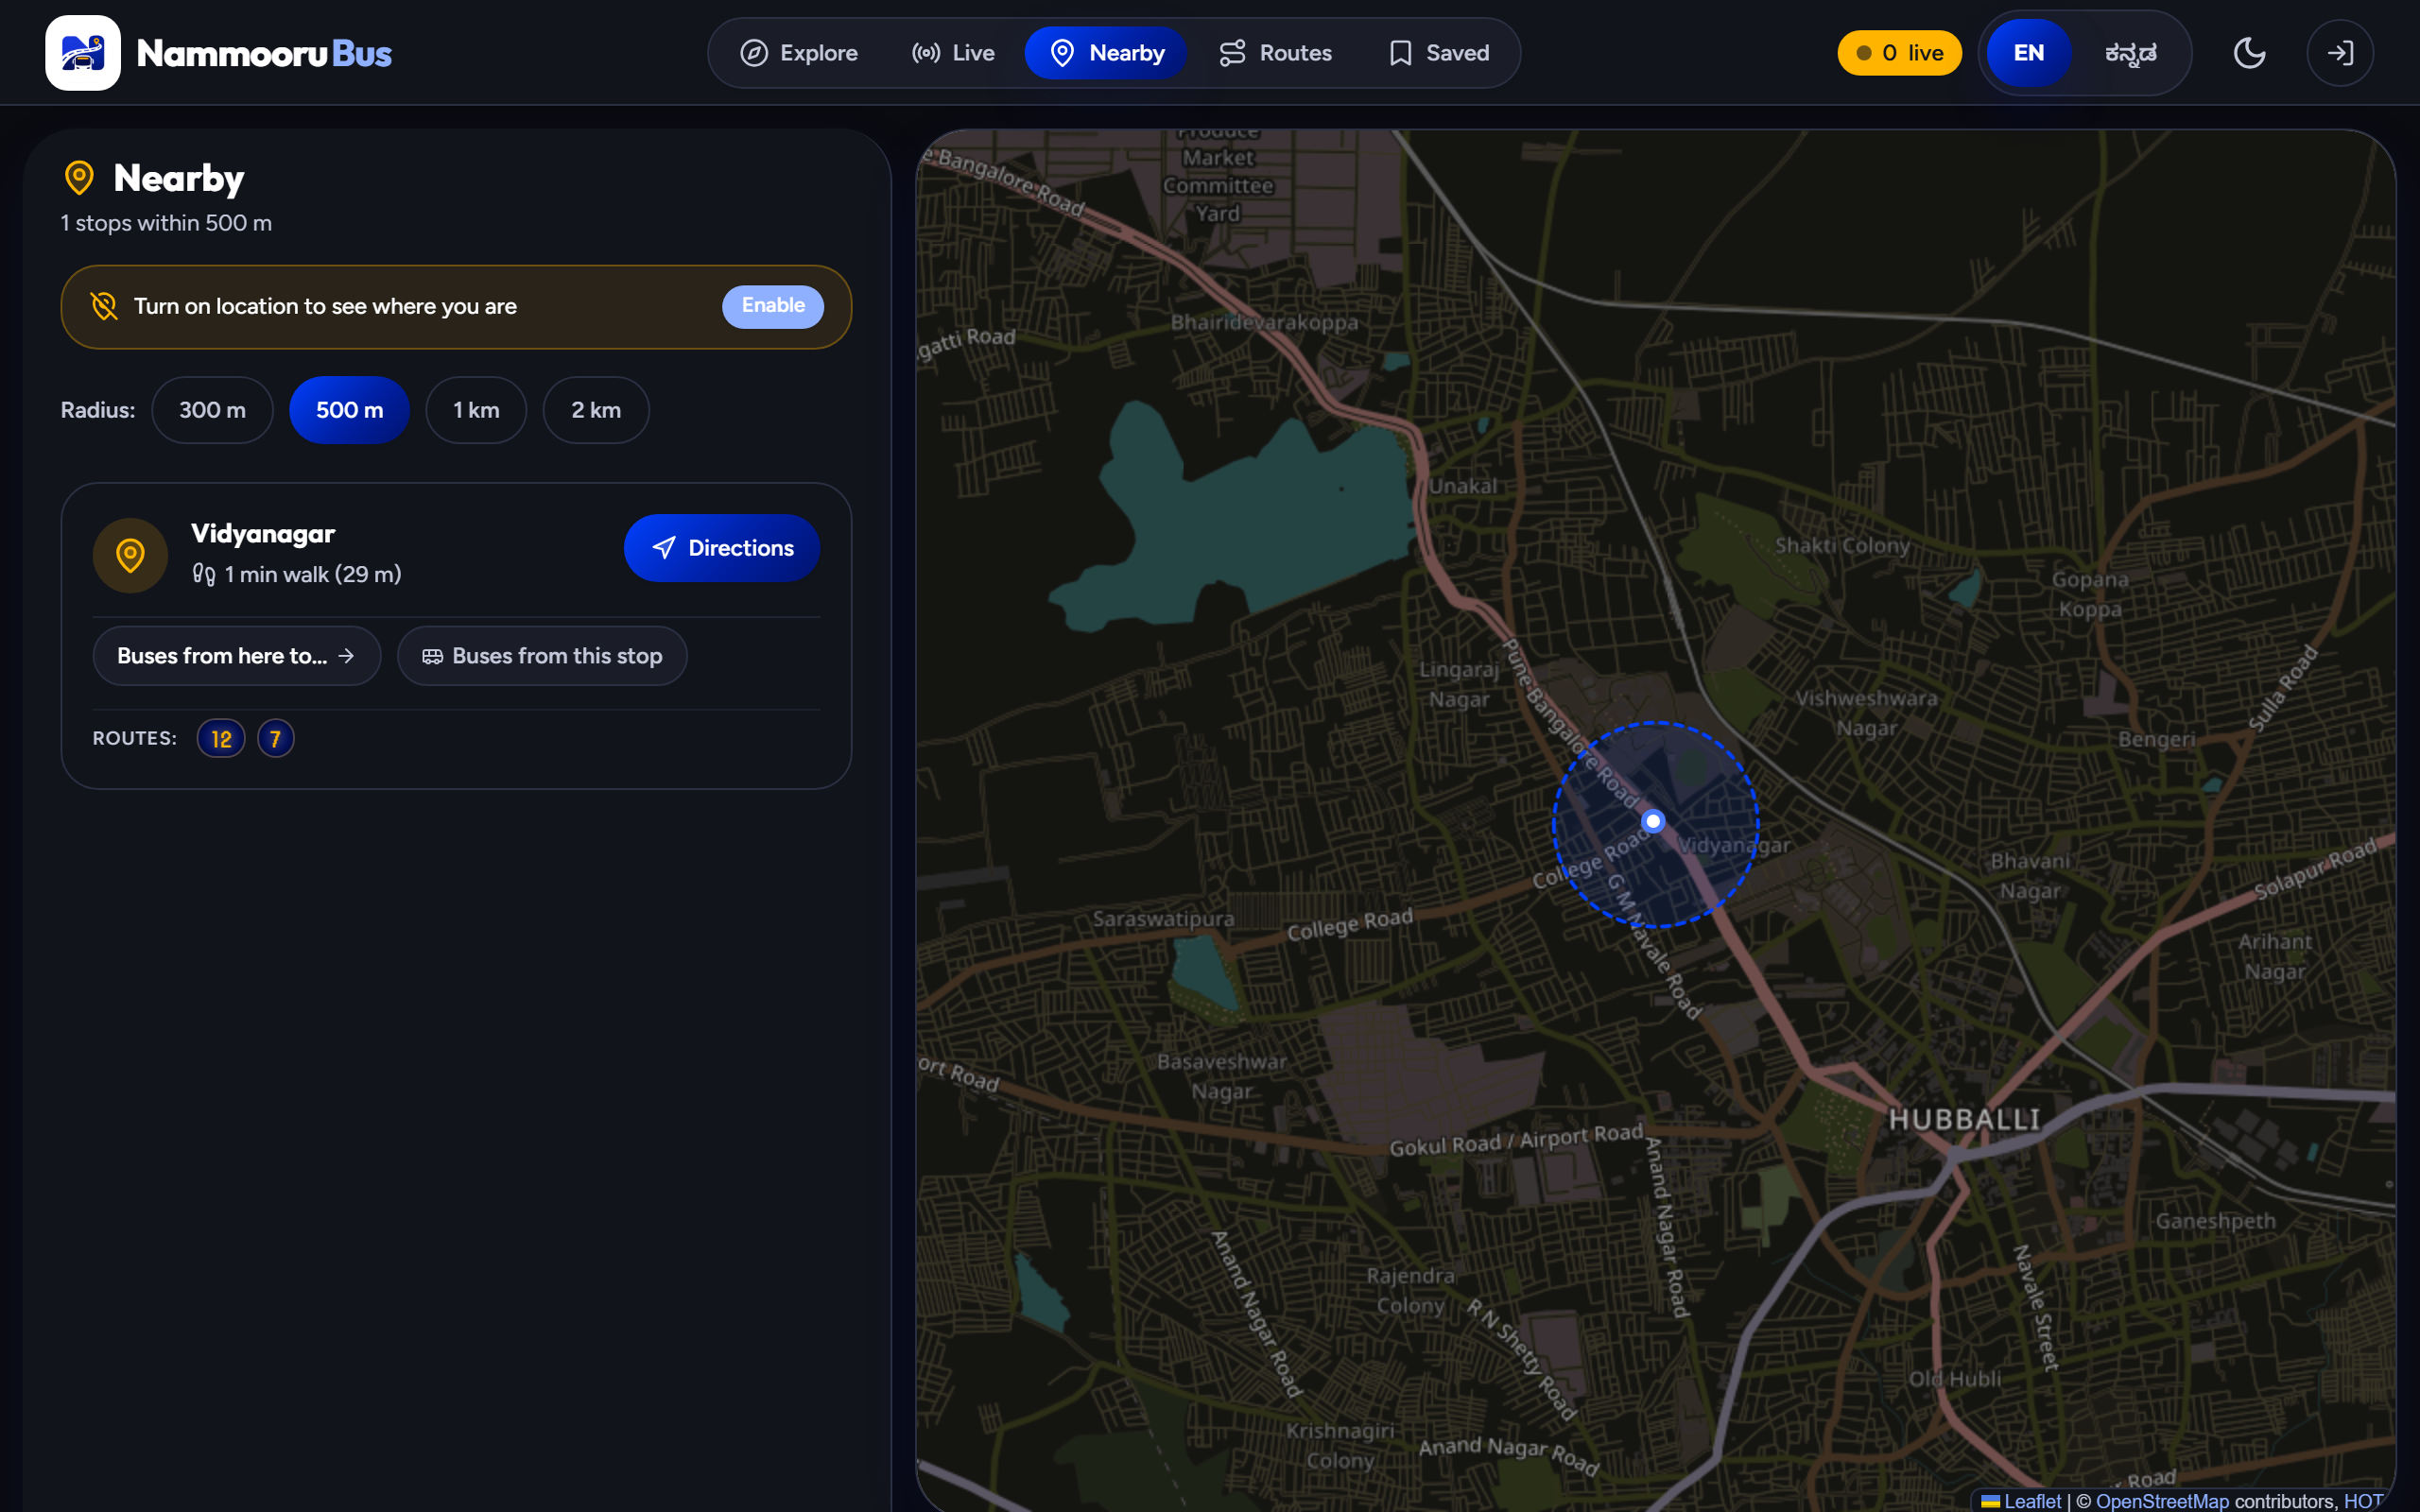 Nammooru Bus
Explore
Live
Nearby
Routes
Saved
0 live
EN
ಕನ್ನಡ
Nearby
1 stops within 500 m
Turn on location to see where you are
Enable
Radius:
300 m
500 m
1 km
2 km
Vidyanagar
1 min walk (29 m)
Directions
Buses from here to...
Buses from this stop
ROUTES:
12
7
Produce
Market
Committee
Yard
e Bangalore Road
Bhairidevarakoppa
gatti Road
Unakal
Shakti Colony
Gopana
Koppa
Lingaraj
Nagar
Pune Bangalore Road
Vishweshwara
Nagar
Sulla Road
Bengeri
Vidyanagar
College Road
G M Navale Road
Bhavani
Nagar
Solapur Road
Saraswatipura
College Road
Arihant
Nagar
Basaveshwar
Nagar
ort Road
HUBBALLI
Gokul Road / Airport Road
Anand Nagar Road
Ganeshpeth
Anand Nagar Road
Rajendra
Colony
R N Shetty Road
Navale Street
Old Hubli
Krishnagiri
Colony
Anand Nagar Road
Road
Leaflet | © OpenStreetMap contributors, HOT